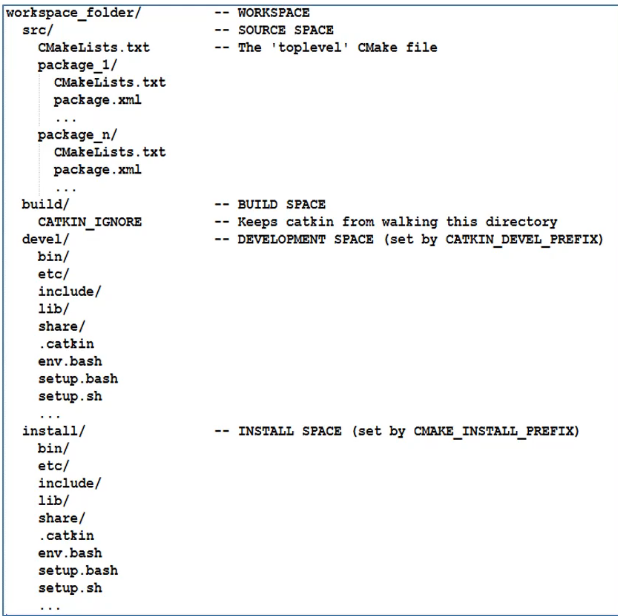 workspace_folder/ -- WORKSPACE
src/ -- SOURCE SPACE
CMakeLists.txt -- The 'toplevel' CMake file
package_1/
CMakeLists.txt
package.xml
...
package_n/
CMakeLists.txt
package.xml
...
build/ -- BUILD SPACE
CATKIN_IGNORE -- Keeps catkin from walking this directory
devel/ -- DEVELOPMENT SPACE (set by CATKIN_DEVEL_PREFIX)
bin/
etc/
include/
lib/
share/
.catkin
env.bash
setup.bash
setup.sh
...
install/ -- INSTALL SPACE (set by CMAKE_INSTALL_PREFIX)
bin/
etc/
include/
lib/
share/
.catkin
env.bash
setup.bash
setup.sh
...